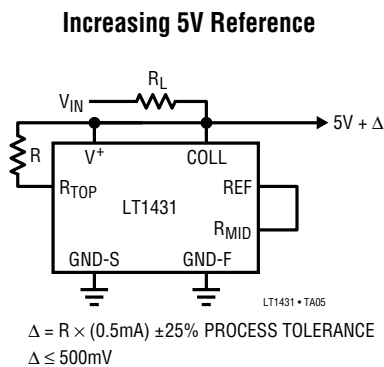 Increasing 5V Reference
R_L
V_IN
5V + Δ
R
V⁺
COLL
R_TOP
REF
LT1431
R_MID
GND-S
GND-F
LT1431 • TA05
Δ = R × (0.5mA) ±25% PROCESS TOLERANCE
Δ ≤ 500mV